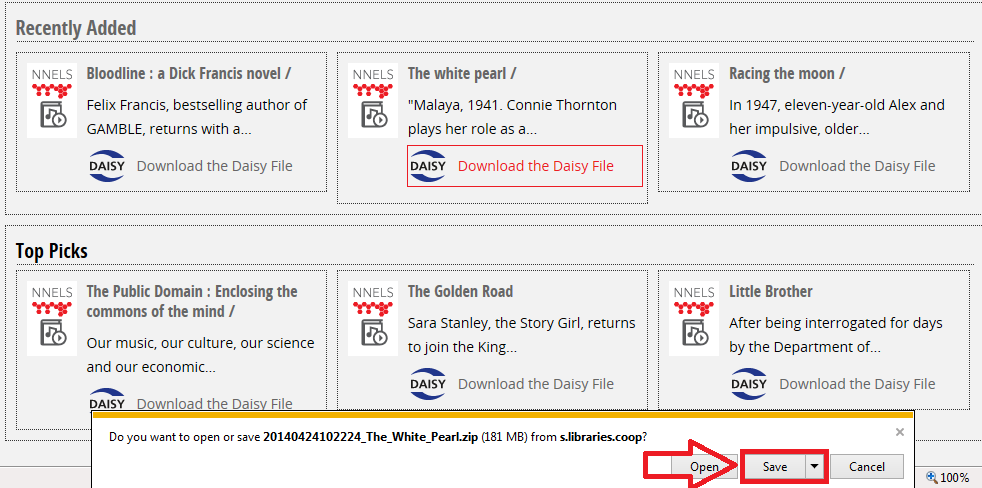 Recently Added
NNELS
Bloodline : a Dick Francis novel /
Felix Francis, bestselling author of
GAMBLE, returns with a...
DAISY Download the Daisy File
NNELS
The white pearl /
"Malaya, 1941. Connie Thornton
plays her role as a...
DAISY Download the Daisy File
NNELS
Racing the moon /
In 1947, eleven-year-old Alex and
her impulsive, older...
DAISY Download the Daisy File
Top Picks
NNELS
The Public Domain : Enclosing the
commons of the mind /
Our music, our culture, our science
and our economic...
DAISY Download the Daisy File
NNELS
The Golden Road
Sara Stanley, the Story Girl, returns
to join the King...
DAISY Download the Daisy File
NNELS
Little Brother
After being interrogated for days
by the Department of...
DAISY Download the Daisy File
Do you want to open or save 20140424102224_The_White_Pearl.zip (181 MB) from s.libraries.coop?
Open Save Cancel
100%